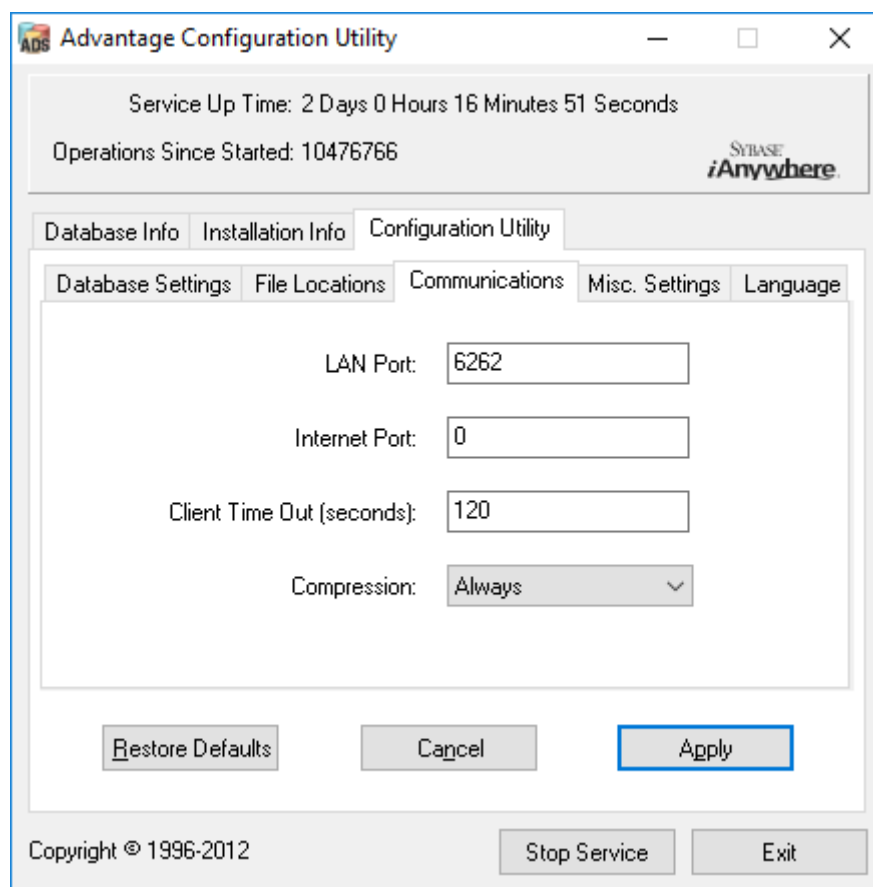 ADS Advantage Configuration Utility
Service Up Time: 2 Days 0 Hours 16 Minutes 51 Seconds
Operations Since Started: 10476766
SYBASE
iAnywhere.
Database Info Installation Info Configuration Utility
Database Settings File Locations Communications Misc. Settings Language
LAN Port: 6262
Internet Port: 0
Client Time Out (seconds): 120
Compression: Always
Restore Defaults Cancel Apply
Copyright © 1996-2012 Stop Service Exit